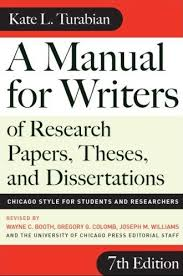 Kate L. Turabian
A Manual
for Writers
of Research
Papers, Theses, and
Dissertations
CHICAGO STYLE FOR STUDENTS AND RESEARCHERS
REVISED BY
WAYNE C. BOOTH, GREGORY G. COLOMB, JOSEPH M. WILLIAMS
AND THE UNIVERSITY OF CHICAGO PRESS EDITORIAL STAFF
7th Edition